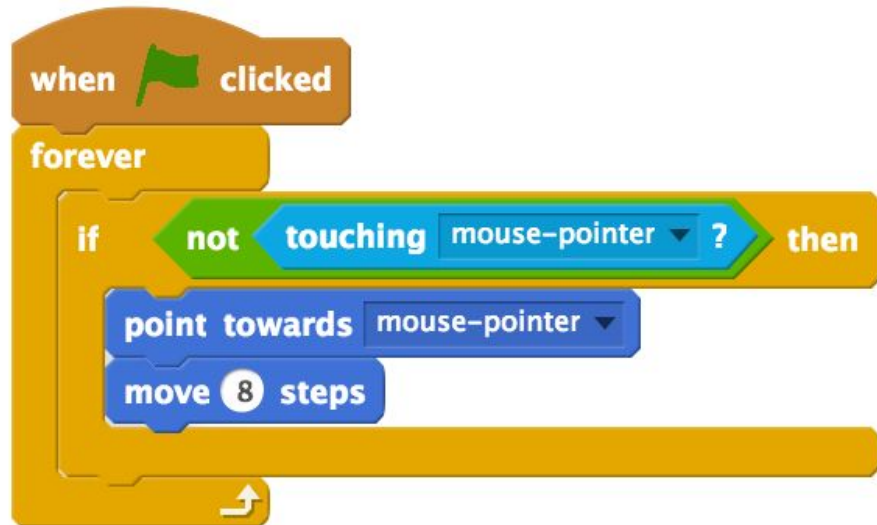 when clicked
forever
if not touching mouse-pointer ? then
point towards mouse-pointer
move 8 steps